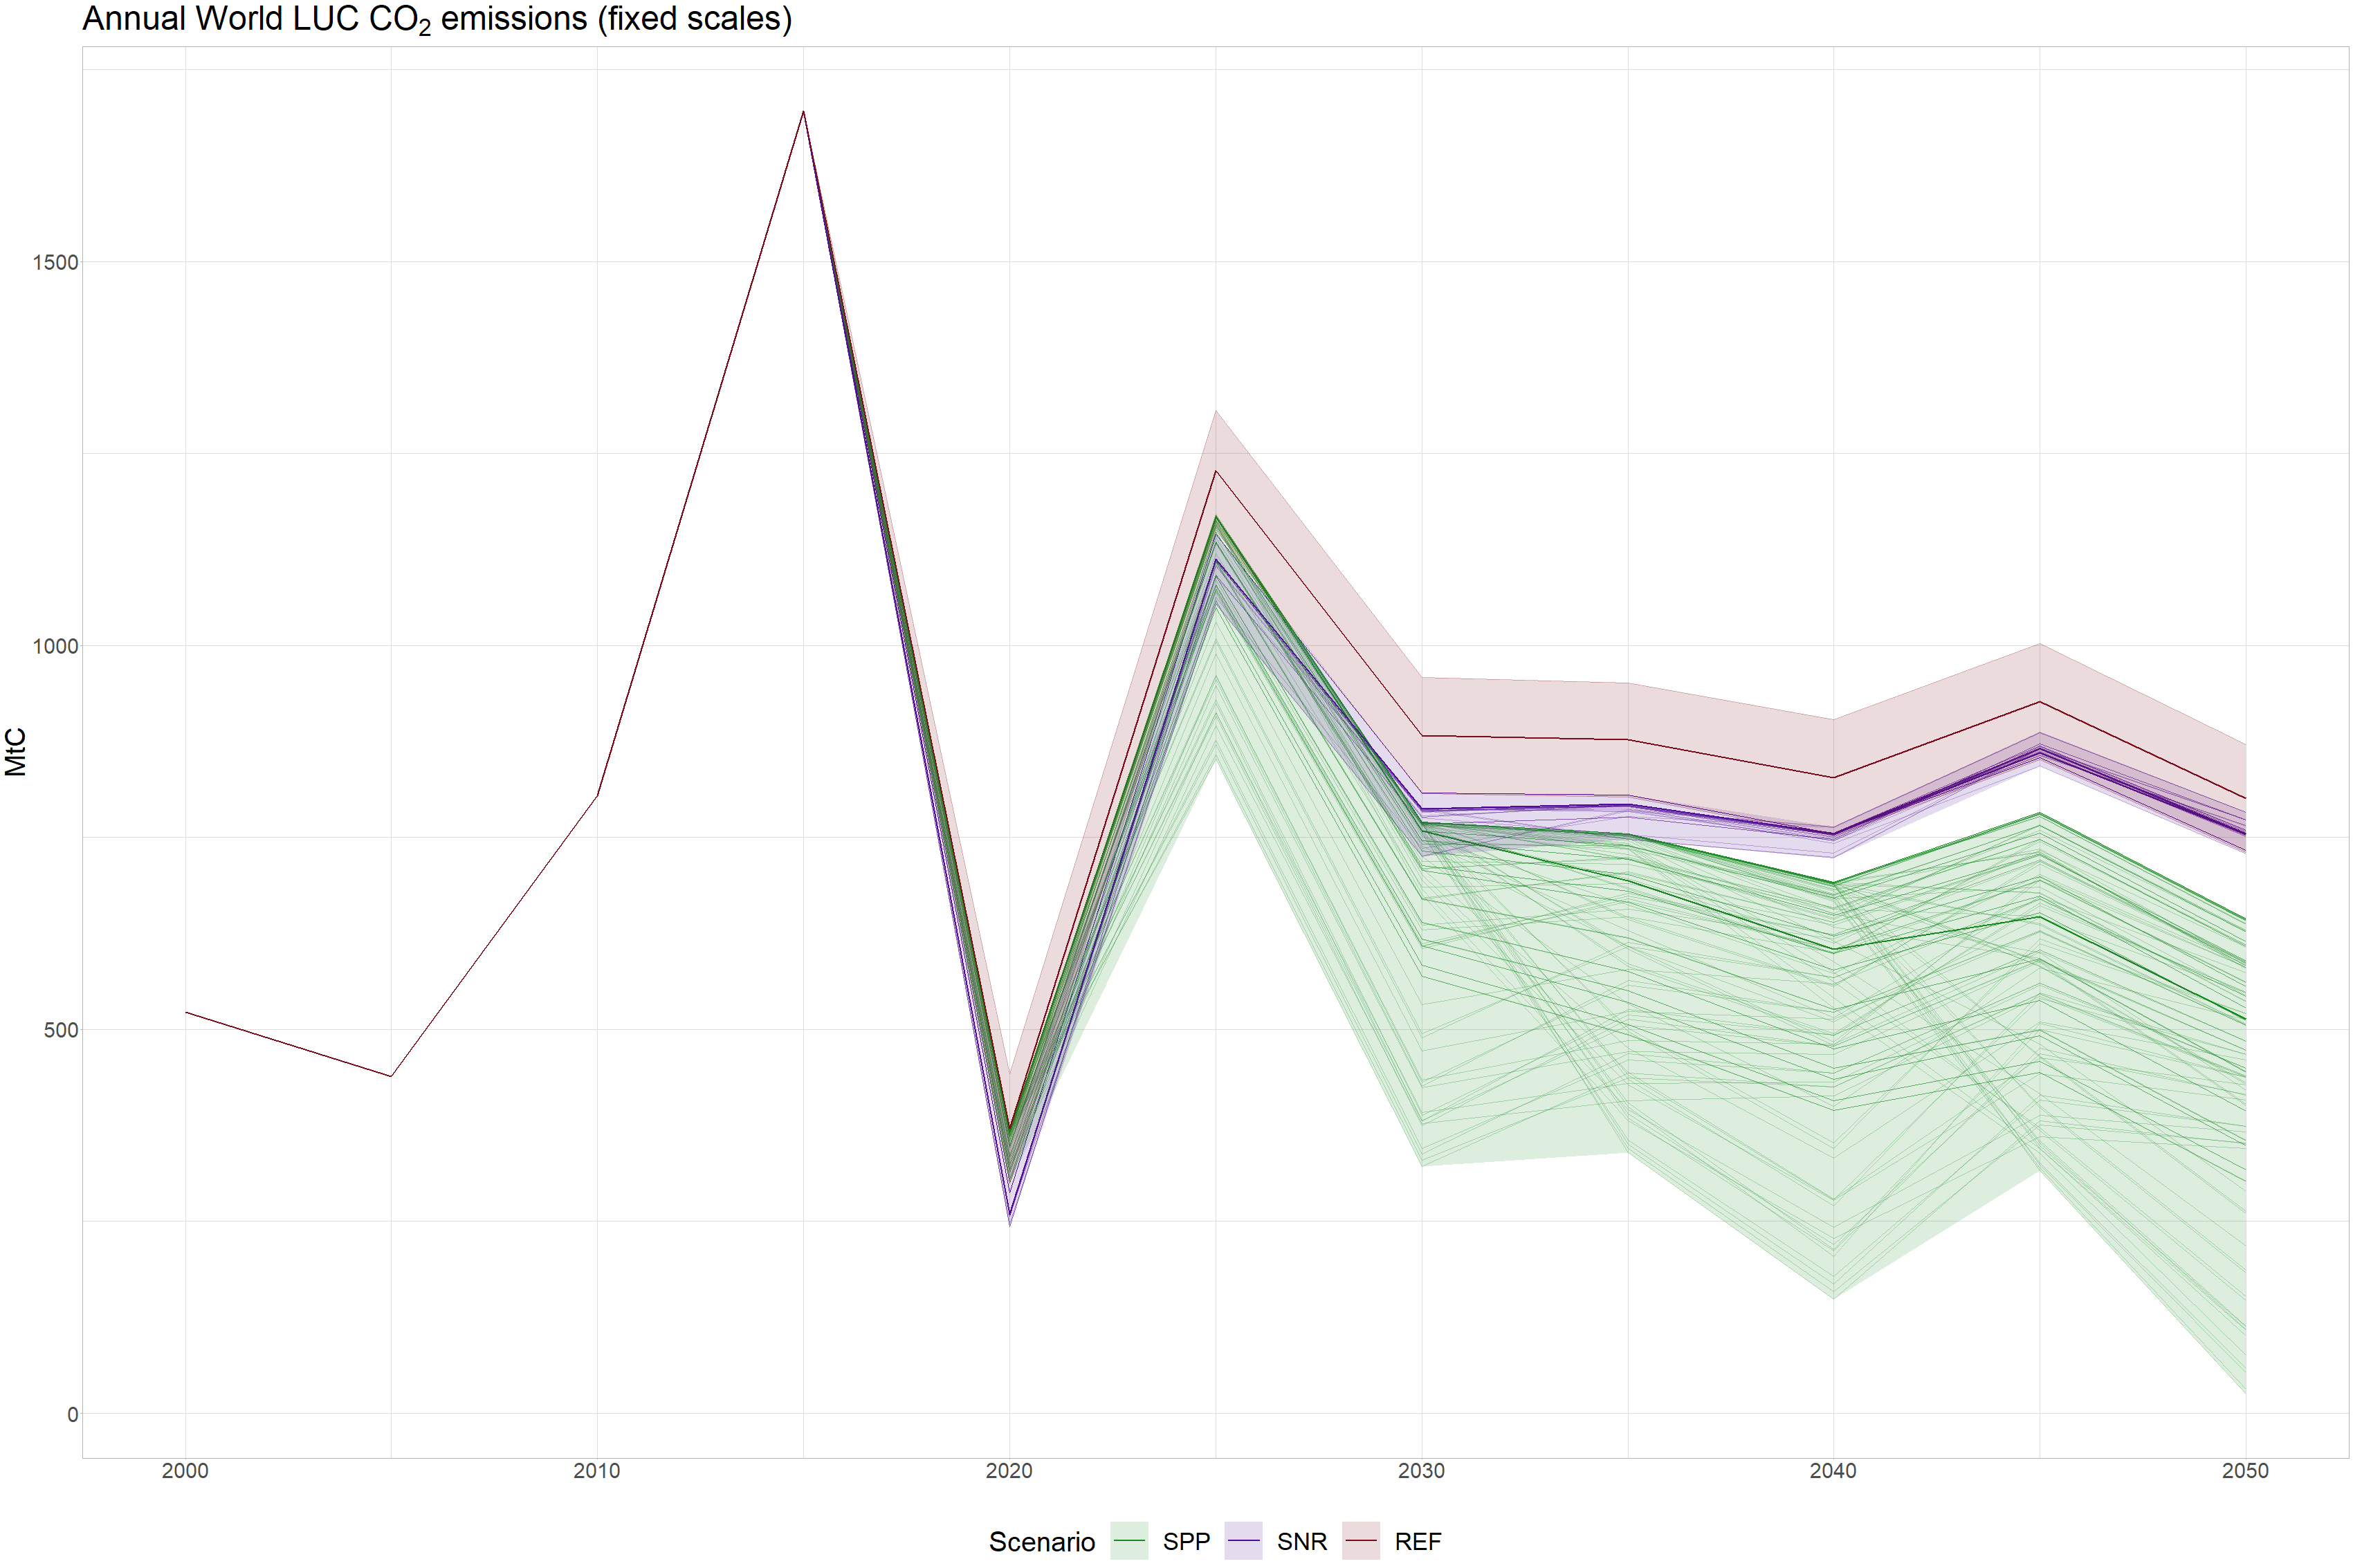 Annual World LUC CO₂ emissions (fixed scales)
MtC
1500
1000
500
0
2000 2010 2020 2030 2040 2050
Scenario SPP SNR REF